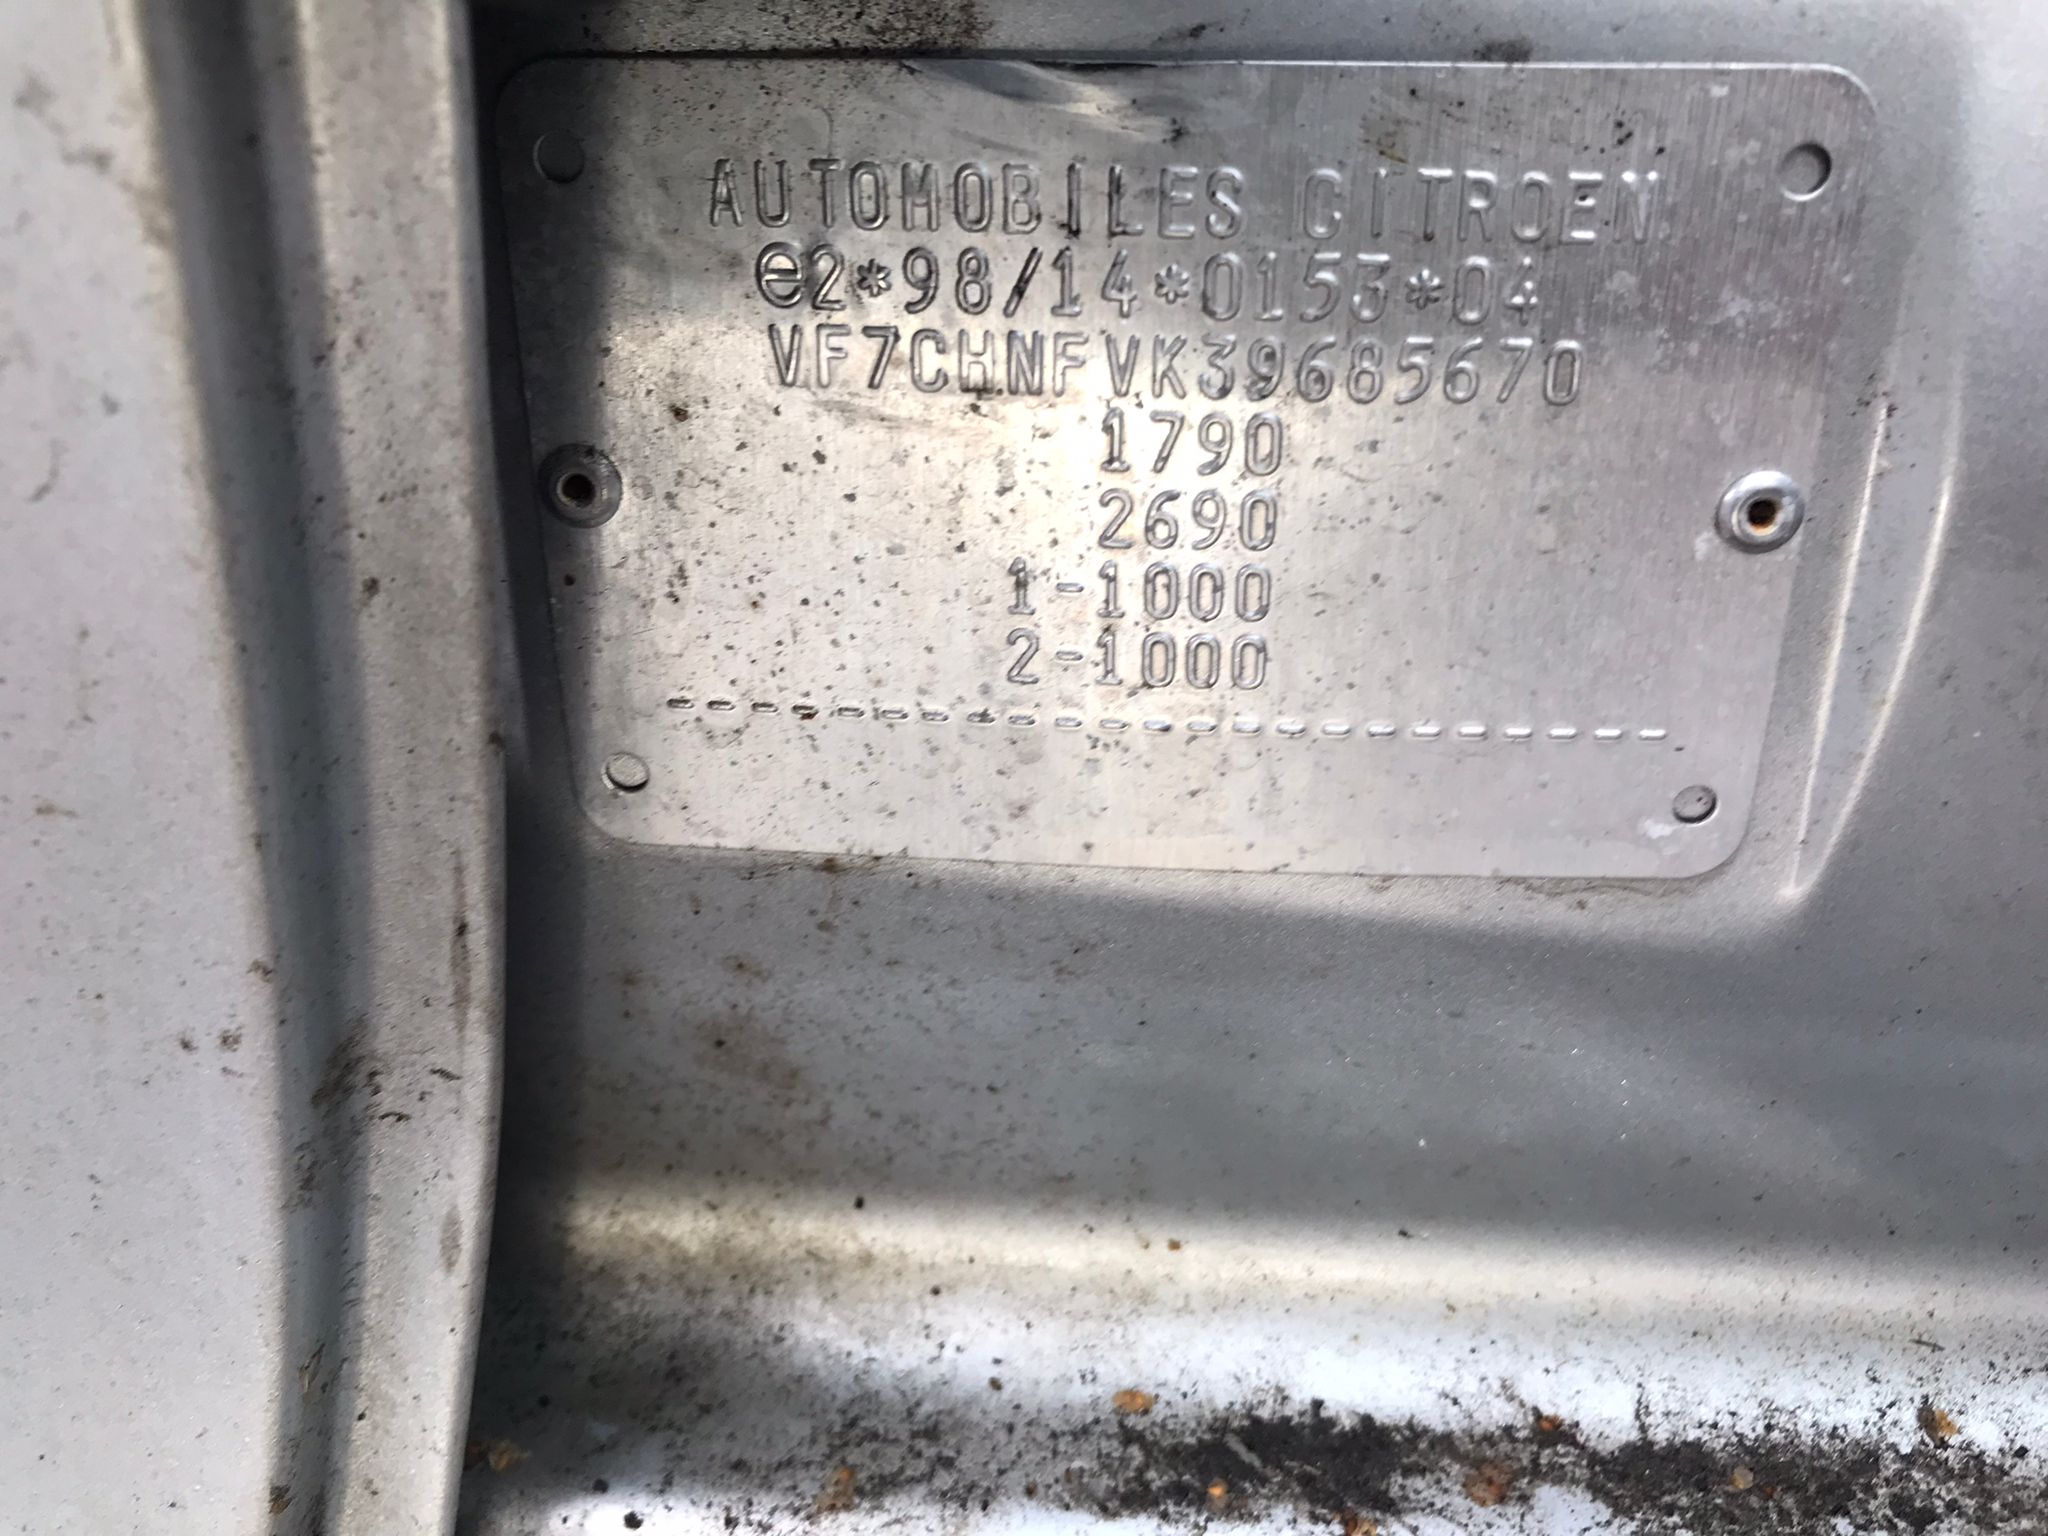 AUTOMOBILES CITROEN
e2*98/14*0153*04
VF7CHNFVK39685670
1790
2690
1-1000
2-1000
-----------------------